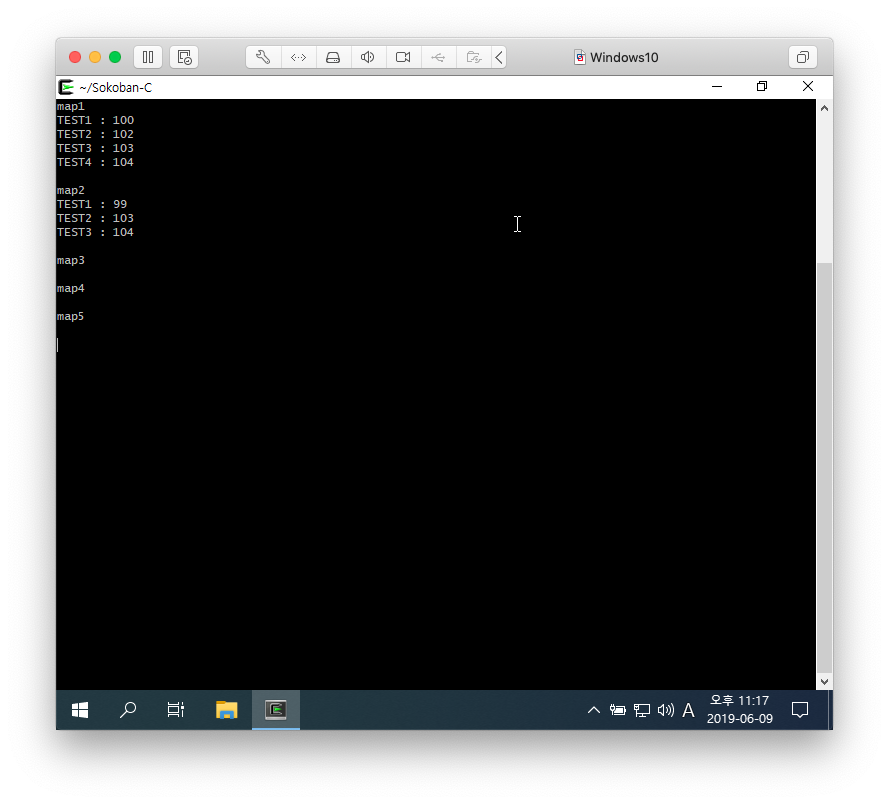 Windows10
~/Sokoban-C
map1
TEST1 : 100
TEST2 : 102
TEST3 : 103
TEST4 : 104
map2
TEST1 : 99
TEST2 : 103
TEST3 : 104
map3
map4
map5
A
오후 11:17
2019-06-09